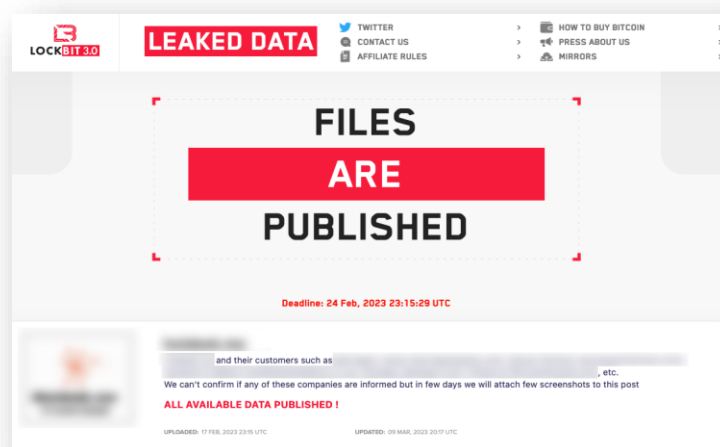 LOCKBIT 3.0
LEAKED DATA
TWITTER
CONTACT US
AFFILIATE RULES
HOW TO BUY BITCOIN
PRESS ABOUT US
MIRRORS
FILES
ARE
PUBLISHED
Deadline: 24 Feb, 2023 23:15:29 UTC
and their customers such as
, etc.
We can't confirm if any of these companies are informed but in few days we will attach few screenshots to this post
ALL AVAILABLE DATA PUBLISHED !
UPLOADED: 17 FEB, 2023 23:15 UTC
UPDATED: 09 MAR, 2023 20:17 UTC